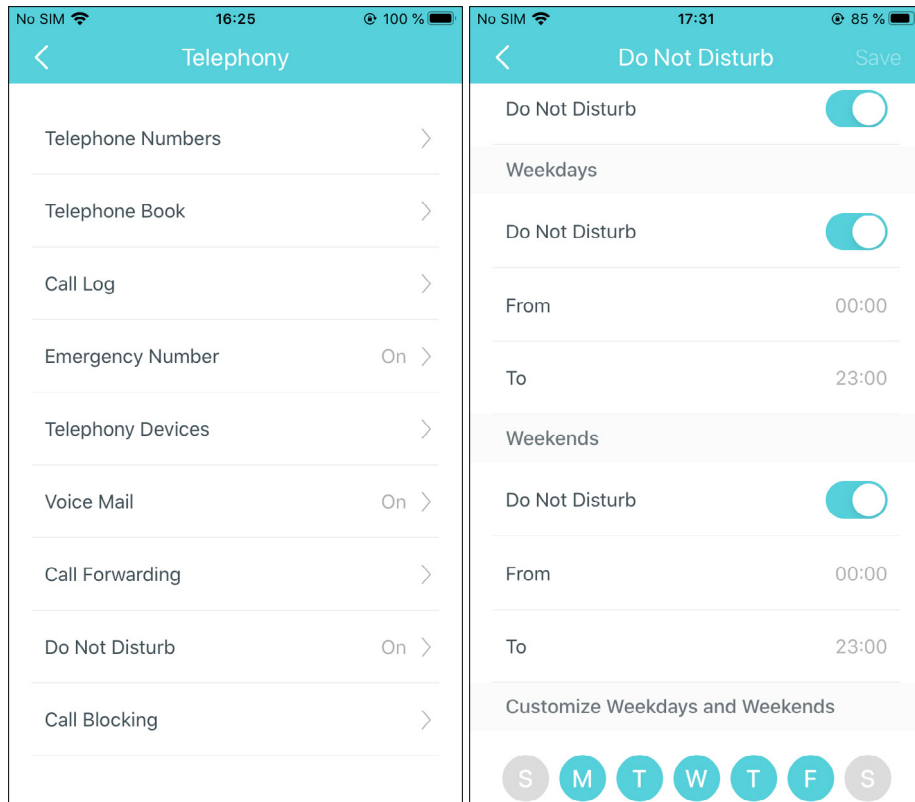 No SIM 16:25 100 %
Telephony
Telephone Numbers
Telephone Book
Call Log
Emergency Number On
Telephony Devices
Voice Mail On
Call Forwarding
Do Not Disturb On
Call Blocking
No SIM 17:31 85 %
Do Not Disturb Save
Do Not Disturb
Weekdays
Do Not Disturb
From 00:00
To 23:00
Weekends
Do Not Disturb
From 00:00
To 23:00
Customize Weekdays and Weekends
S M T W T F S